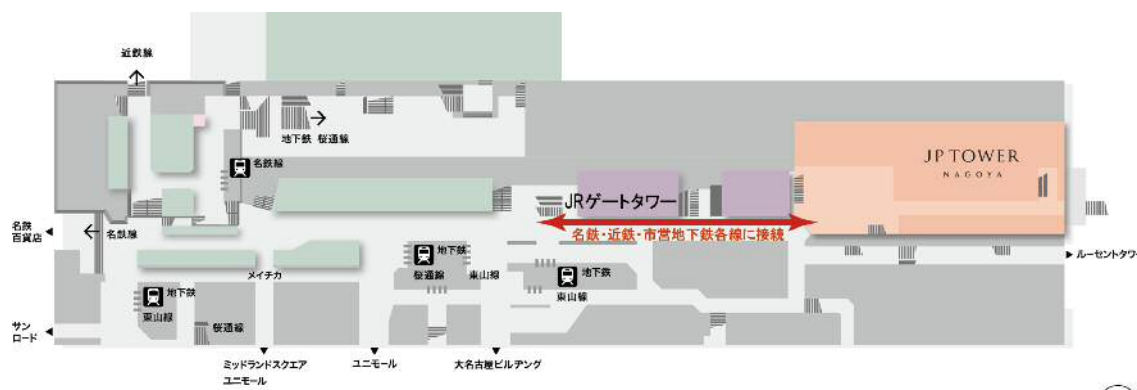 近鉄線
地下鉄 桜通線
名鉄線
JP TOWER
NAGOYA
JRゲートタワー
名鉄・近鉄・市営地下鉄各線に接続
名鉄
百貨店
名鉄線
地下鉄
桜通線
東山線
地下鉄
東山線
ルーセントタワー
メイチカ
地下鉄
東山線
桜通線
サン
ロード
ミッドランドスクエア
ユニモール
ユニモール
大名古屋ビルヂング